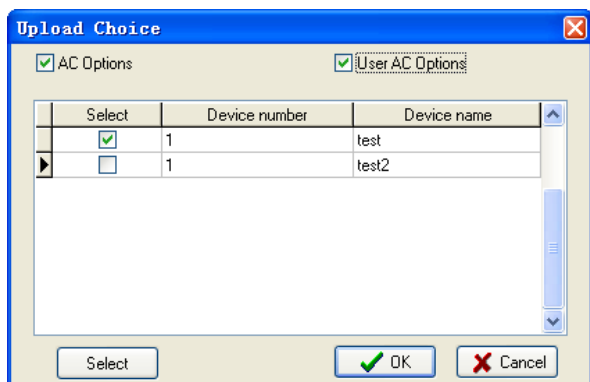 Upload Choice
AC Options User AC Options
Select Device number Device name
1 test
1 test2
Select OK Cancel